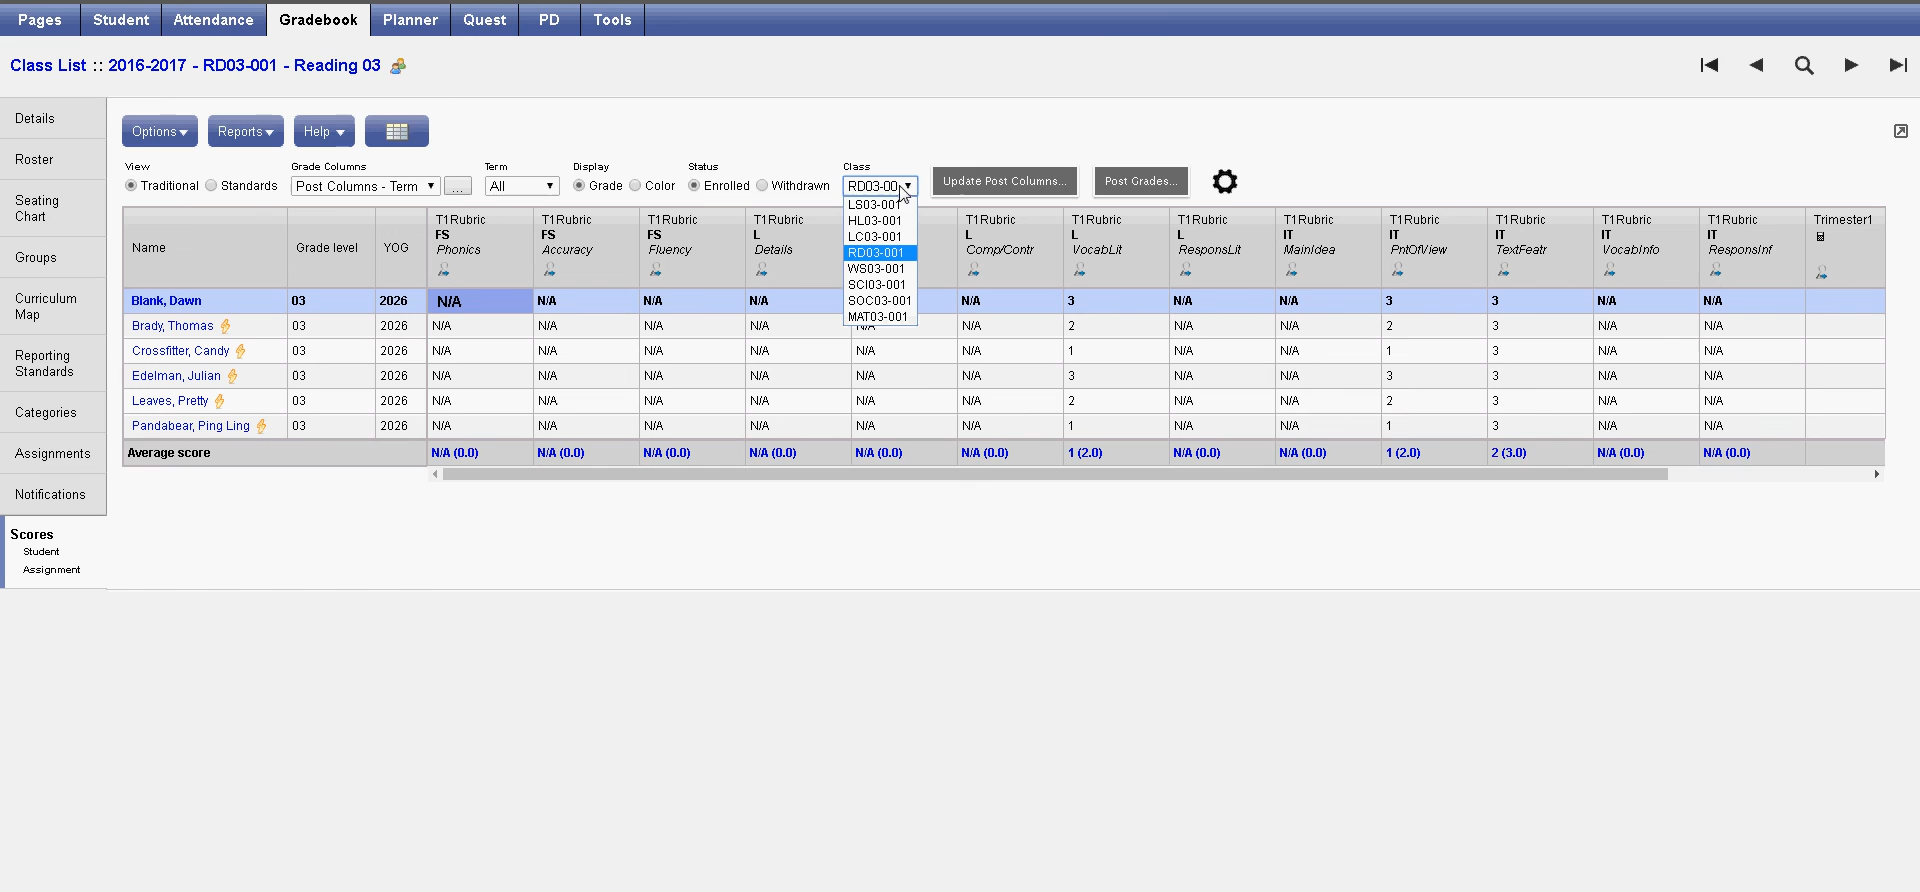 Pages Student Attendance Gradebook Planner Quest PD Tools
Class List :: 2016-2017 - RD03-001 - Reading 03
Details
Roster
Seating
Chart
Groups
Curriculum
Map
Reporting
Standards
Categories
Assignments
Notifications
Scores
Student
Assignment
Options Reports Help
View Grade Columns Term Display Status Class
Traditional Standards Post Columns - Term ... All Grade Color Enrolled Withdrawn RD03-00 Update Post Columns... Post Grades...
LS03-001
HL03-001
LC03-001
RD03-001
WS03-001
SCI03-001
SOC03-001
MAT03-001
T1Rubric T1Rubric T1Rubric T1Rubric T1Rubric T1Rubric T1Rubric T1Rubric T1Rubric T1Rubric T1Rubric T1Rubric Trimester1
FS FS FS L L L L IT IT IT IT IT
Name Grade level YOG Phonics Accuracy Fluency Details Comp/Contr VocabLit ResponsLit MainIdea PntOfView TextFeatr VocabInfo ResponsInf
Blank, Dawn 03 2026 N/A N/A N/A N/A N/A 3 N/A N/A 3 3 N/A N/A
Brady, Thomas 03 2026 N/A N/A N/A N/A N/A N/A 2 N/A N/A 2 3 N/A N/A
Crossfitter, Candy 03 2026 N/A N/A N/A N/A N/A N/A 1 N/A N/A 1 3 N/A N/A
Edelman, Julian 03 2026 N/A N/A N/A N/A N/A N/A 3 N/A N/A 3 3 N/A N/A
Leaves, Pretty 03 2026 N/A N/A N/A N/A N/A N/A 2 N/A N/A 2 3 N/A N/A
Pandabear, Ping Ling 03 2026 N/A N/A N/A N/A N/A N/A 1 N/A N/A 1 3 N/A N/A
Average score N/A (0.0) N/A (0.0) N/A (0.0) N/A (0.0) N/A (0.0) N/A (0.0) 1 (2.0) N/A (0.0) N/A (0.0) 1 (2.0) 2 (3.0) N/A (0.0) N/A (0.0)